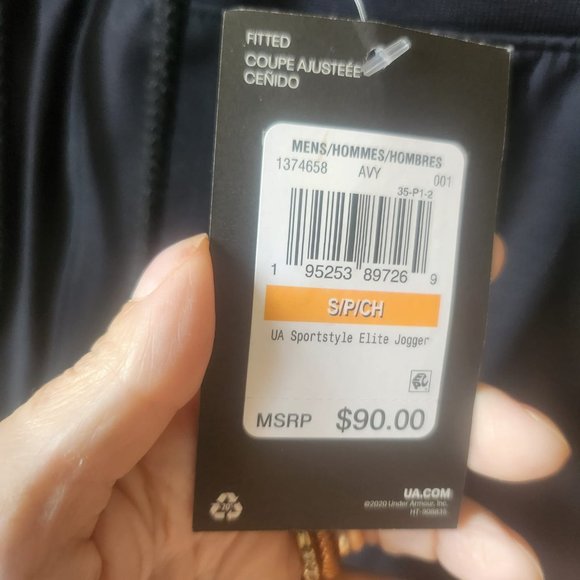 FITTED
COUPE AJUSTEÉE
CEÑIDO
MENS/HOMMES/HOMBRES
1374658 AVY 001
35-P1-2
1 95253 89726 9
S/P/CH
UA Sportstyle Elite Jogger
MSRP $90.00
UA.COM
©2020 Under Armour, Inc.